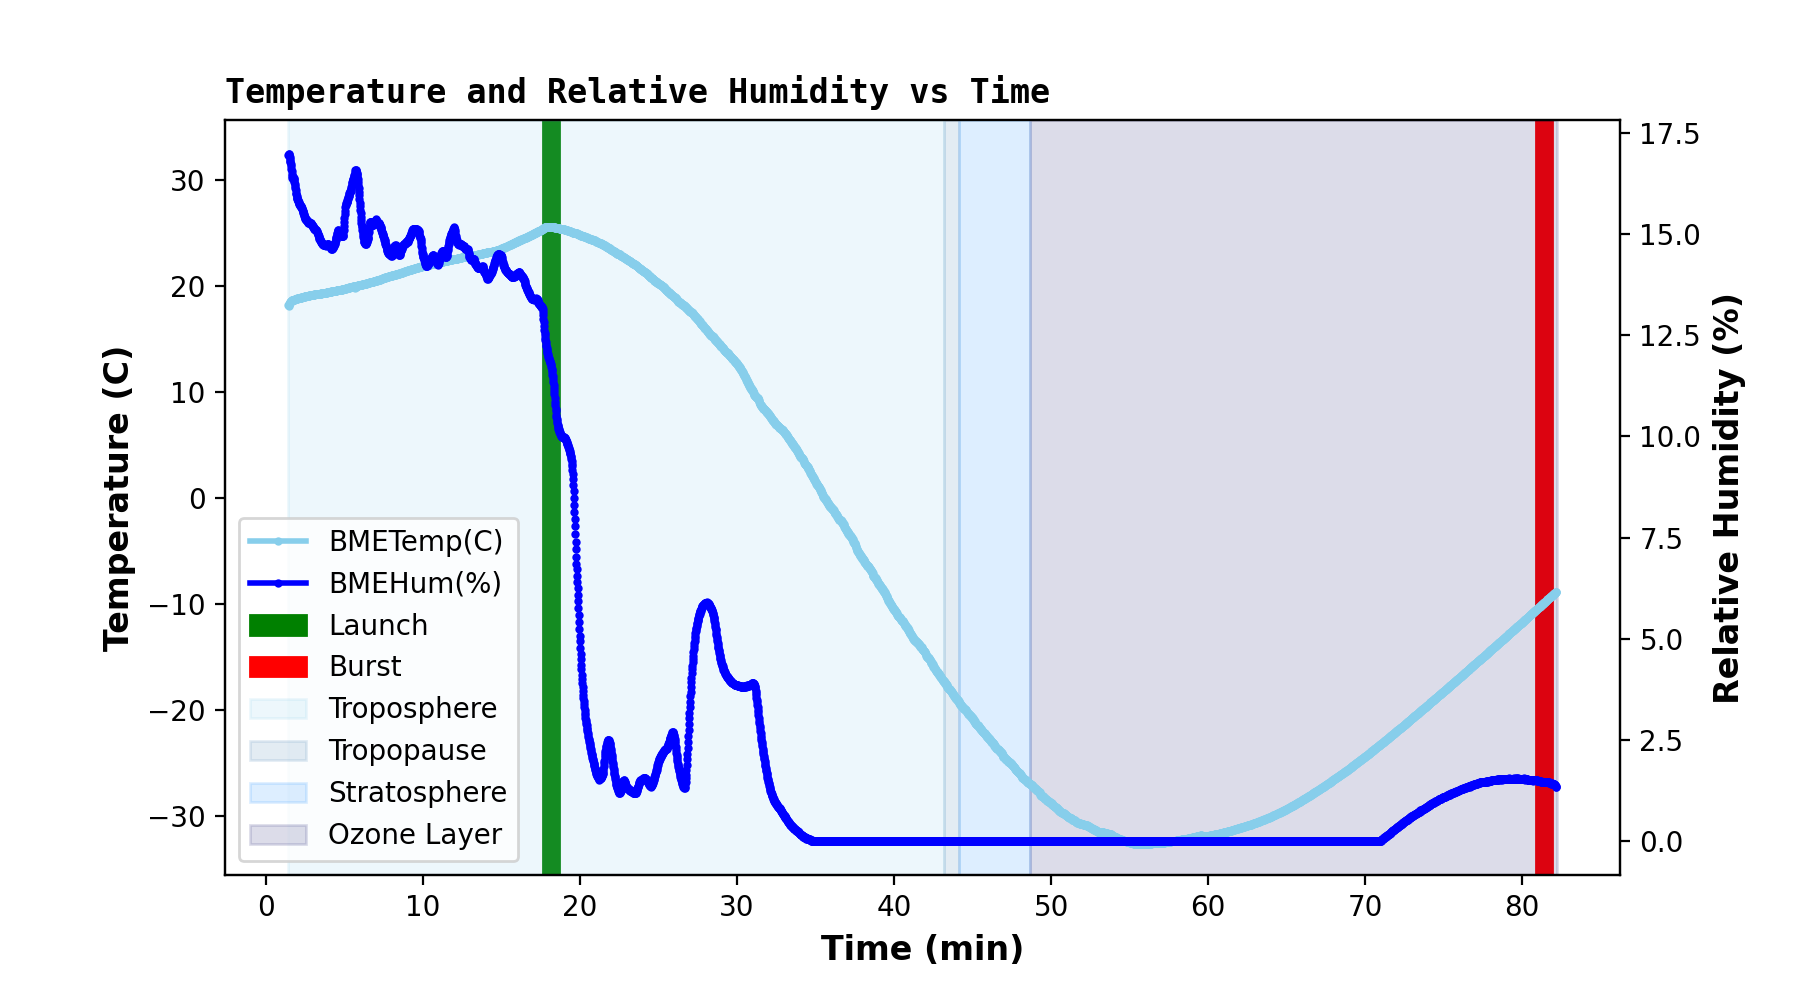 Temperature and Relative Humidity vs Time
Temperature (C)
30
20
10
0
−10
−20
−30
17.5
15.0
12.5
10.0
7.5
5.0
2.5
0.0
Relative Humidity (%)
BMETemp(C)
BMEHum(%)
Launch
Burst
Troposphere
Tropopause
Stratosphere
Ozone Layer
0 10 20 30 40 50 60 70 80
Time (min)